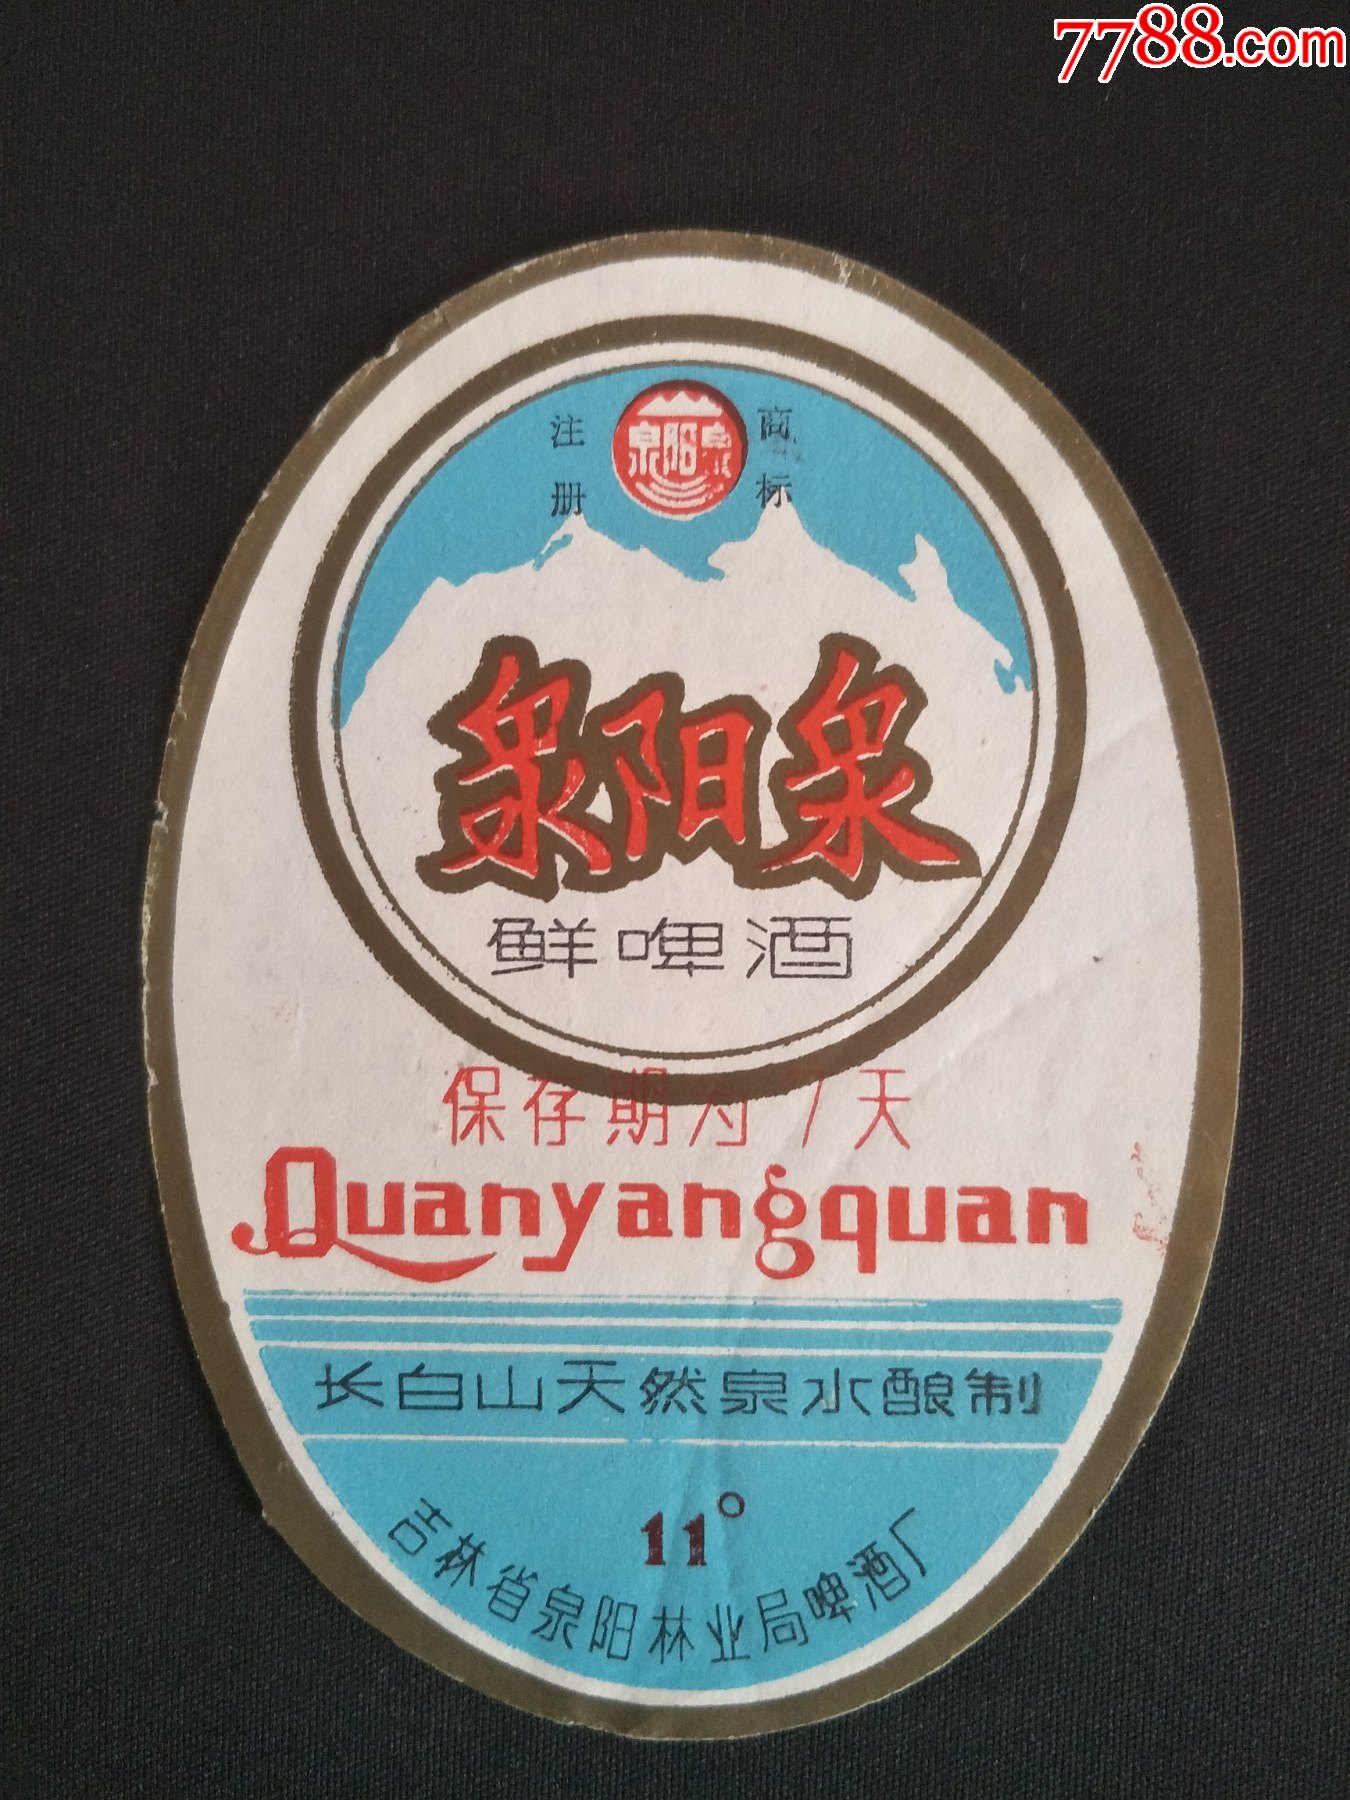 7788.com
注册 商标
泉阳泉
泉阳泉
鲜啤酒
保存期为7天
Quanyangquan
长白山天然泉水酿制
11°
吉林省泉阳林业局啤酒厂